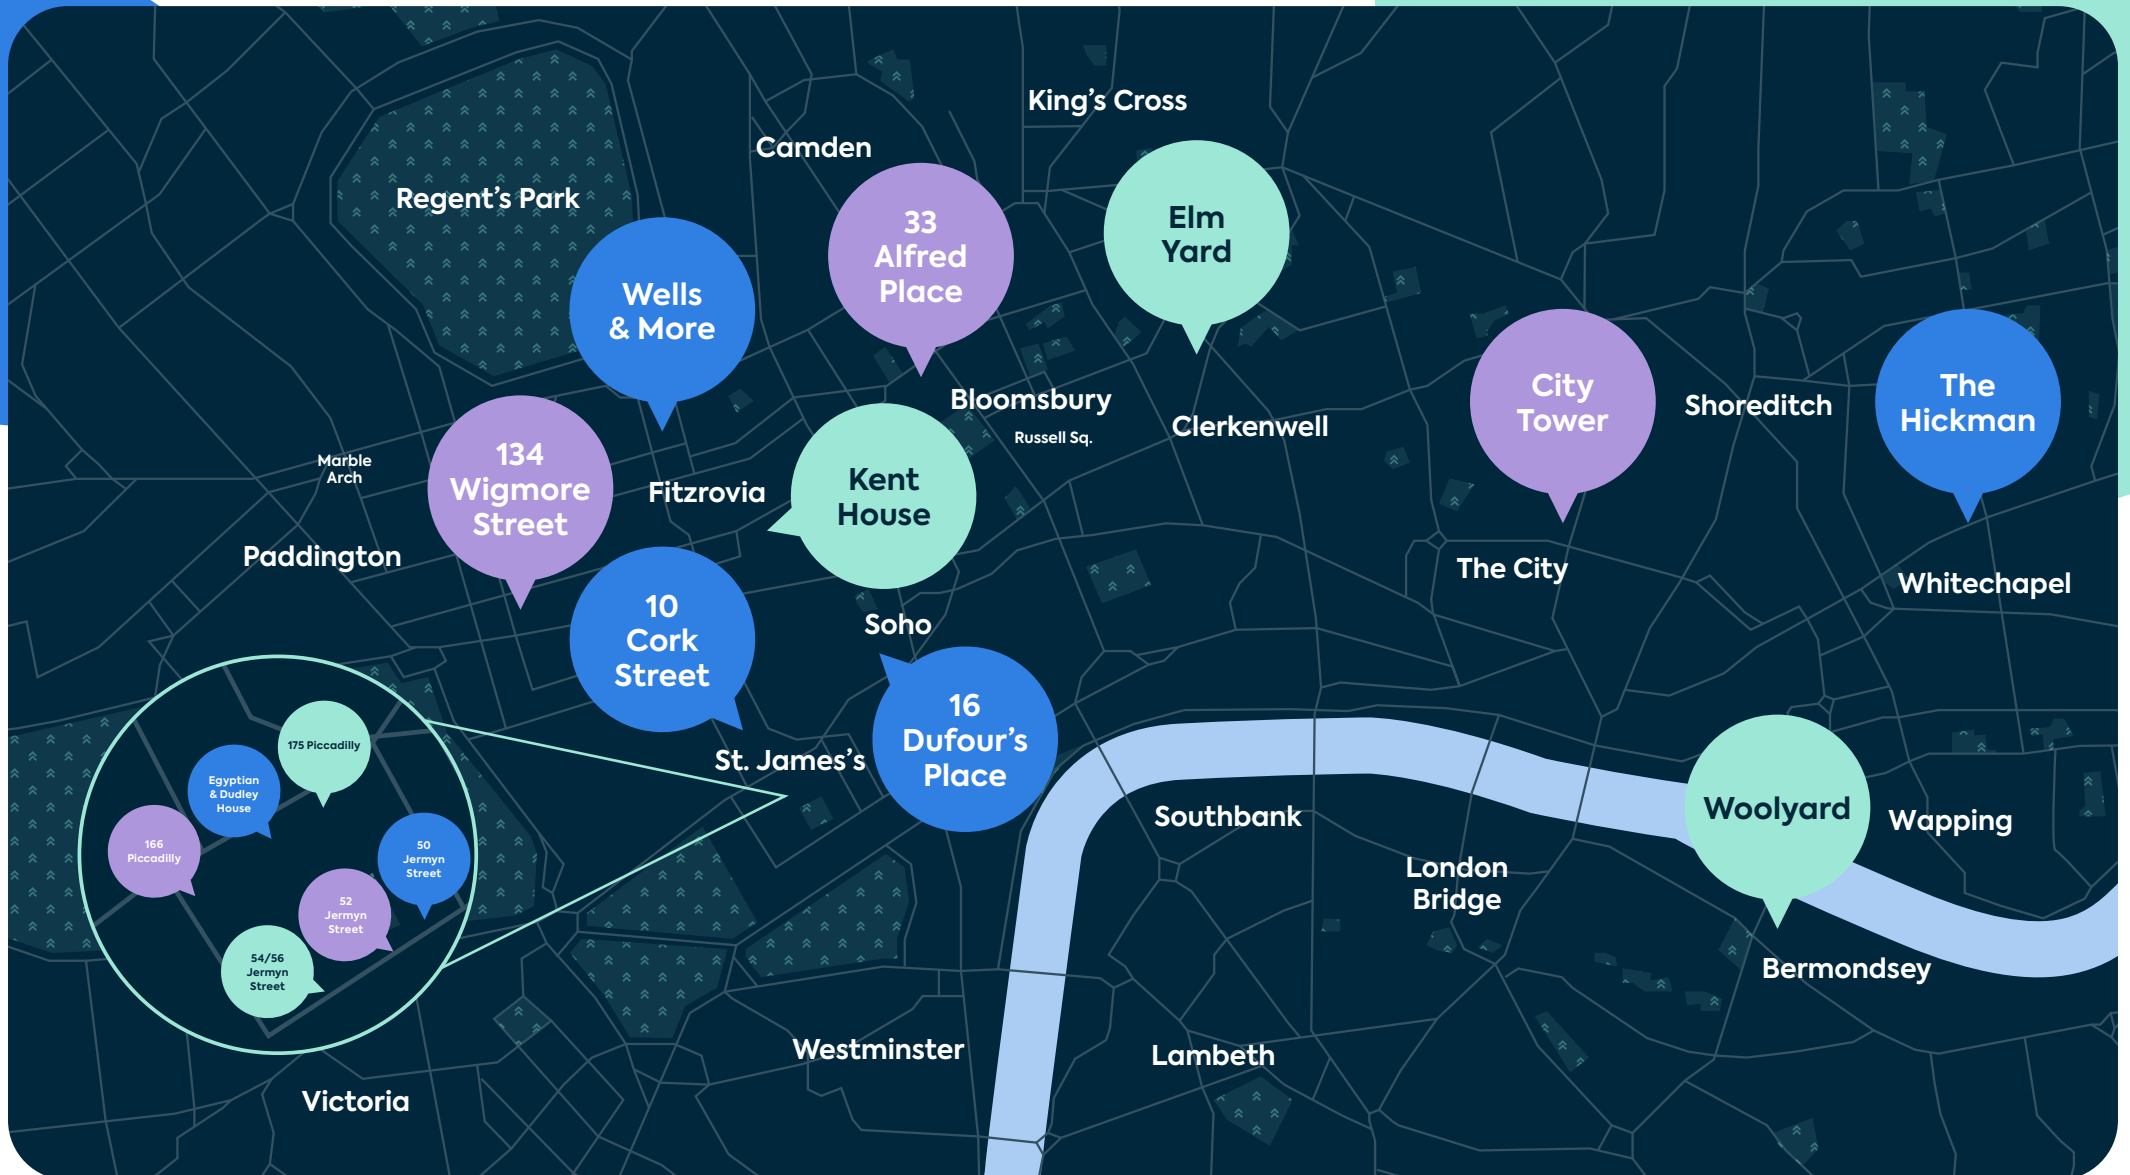 King's Cross
Camden
Regent's Park
33
Alfred
Place
Elm
Yard
Wells
& More
City
Tower
Shoreditch
The
Hickman
Bloomsbury
Russell Sq.
Clerkenwell
Marble
Arch
134
Wigmore
Street
Fitzrovia
Kent
House
Paddington
The City
Whitechapel
10
Cork
Street
Soho
16
Dufour's
Place
St. James's
175 Piccadilly
Egyptian
& Dudley
House
166
Piccadilly
50
Jermyn
Street
52
Jermyn
Street
54/56
Jermyn
Street
Southbank
Woolyard
Wapping
London
Bridge
Bermondsey
Westminster
Lambeth
Victoria